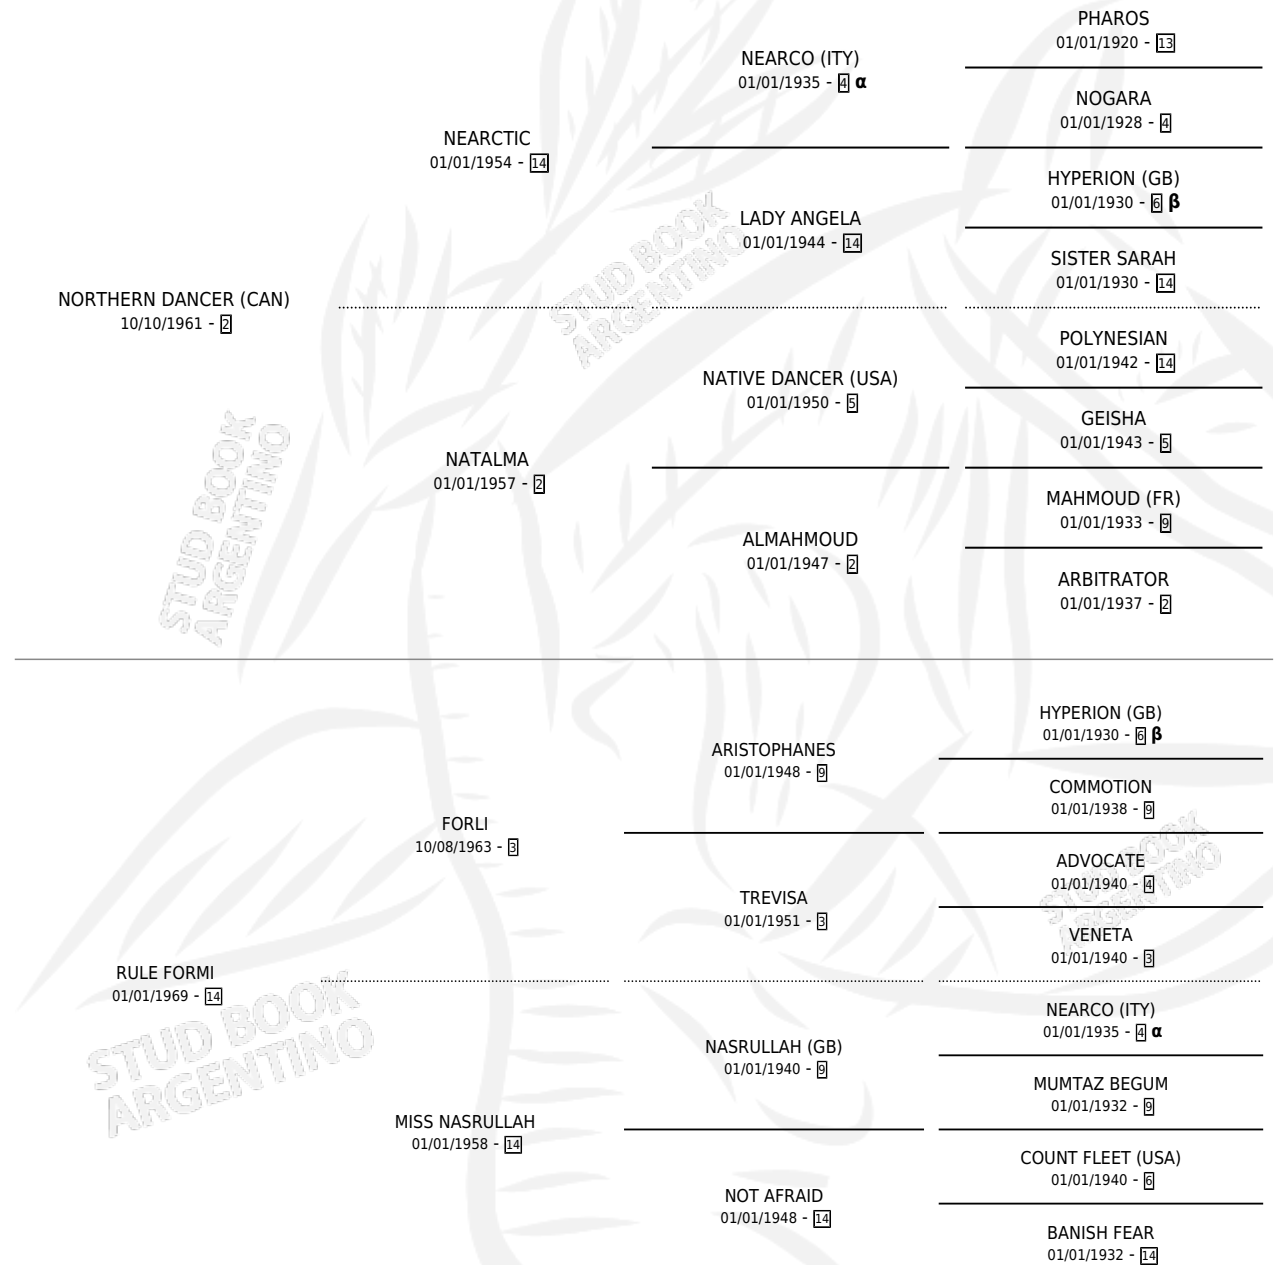 PHAROS
01/01/1920 - 13
NEARCO (ITY)
01/01/1935 - 4 α
NOGARA
01/01/1928 - 4
NEARCTIC
01/01/1954 - 14
HYPERION (GB)
01/01/1930 - 6 β
LADY ANGELA
01/01/1944 - 14
SISTER SARAH
01/01/1930 - 14
STUD BOOK
ARGENTINO
NORTHERN DANCER (CAN)
10/10/1961 - 2
POLYNESIAN
01/01/1942 - 14
NATIVE DANCER (USA)
01/01/1950 - 5
GEISHA
01/01/1943 - 5
NATALMA
01/01/1957 - 2
MAHMOUD (FR)
01/01/1933 - 9
ALMAHMOUD
01/01/1947 - 2
ARBITRATOR
01/01/1937 - 2
STUD BOOK
ARGENTINO
HYPERION (GB)
01/01/1930 - 6 β
ARISTOPHANES
01/01/1948 - 9
COMMOTION
01/01/1938 - 9
FORLI
10/08/1963 - 3
ADVOCATE
01/01/1940 - 4
TREVISA
01/01/1951 - 3
VENETA
01/01/1940 - 3
STUD BOOK
ARGENTINO
RULE FORMI
01/01/1969 - 14
NEARCO (ITY)
01/01/1935 - 4 α
NASRULLAH (GB)
01/01/1940 - 9
MUMTAZ BEGUM
01/01/1932 - 9
STUD BOOK
ARGENTINO
MISS NASRULLAH
01/01/1958 - 14
COUNT FLEET (USA)
01/01/1940 - 6
NOT AFRAID
01/01/1948 - 14
BANISH FEAR
01/01/1932 - 14